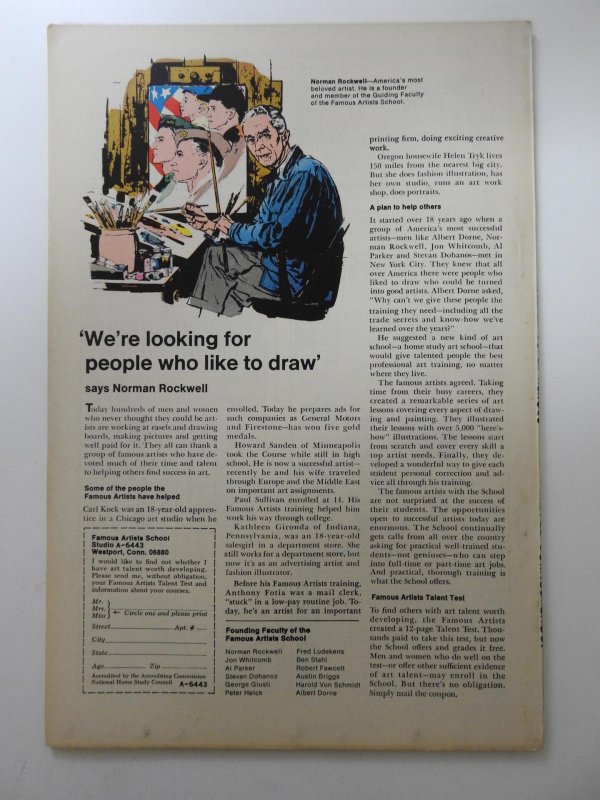 Norman Rockwell—America's most
beloved artist. He is a founder
and member of the Guiding Faculty
of the Famous Artists School.
'We're looking for
people who like to draw'
says Norman Rockwell
Today hundreds of men and women
who never thought they could be art-
ists are working at easels and drawing
boards, making pictures and getting
well paid for it. They all can thank a
group of famous artists who have de-
voted much of their time and talent
to helping others find success in art.
Some of the people the
Famous Artists have helped
Carl Kock was an 18-year-old appren-
tice in a Chicago art studio when he
Famous Artists School
Studio A-6443
Westport, Conn. 06880
I would like to find out whether I
have art talent worth developing.
Please send me, without obligation,
your Famous Artists Talent Test and
information about your courses.
Mr.
Mrs.
Miss
← Circle one and please print
Street
Apt. #
City
State
Age
Zip
Accredited by the Accrediting Commission
National Home Study Council
A-6443
enrolled. Today he prepares ads for
such companies as General Motors
and Firestone—has won five gold
medals.
Howard Sanden of Minneapolis
took the Course while still in high
school. He is now a successful artist—
recently he and his wife traveled
through Europe and the Middle East
on important art assignments.
Paul Sullivan enrolled at 14. His
Famous Artists training helped him
work his way through college.
Kathleen Gironda of Indiana,
Pennsylvania, was an 18-year-old
salesgirl in a department store. She
still works for a department store, but
now it's as an advertising artist and
fashion illustrator.
Before his Famous Artists training,
Anthony Fotia was a mail clerk,
"stuck" in a low-pay routine job. To-
day, he's an artist for an important
Founding Faculty of the
Famous Artists School
Norman Rockwell
Jon Whitcomb
Al Parker
Stevan Dohanos
George Giusti
Peter Helck
Fred Ludekens
Ben Stahl
Robert Fawcett
Austin Briggs
Harold Von Schmidt
Albert Dorne
printing firm, doing exciting creative
work.
Oregon housewife Helen Tryk lives
150 miles from the nearest big city.
But she does fashion illustration, has
her own studio, runs an art work
shop, does portraits.
A plan to help others
It started over 18 years ago when a
group of America's most successful
artists—men like Albert Dorne, Nor-
man Rockwell, Jon Whitcomb, Al
Parker and Stevan Dohanos—met in
New York City. They knew that all
over America there were people who
liked to draw who could be turned
into good artists. Albert Dorne asked,
"Why can't we give these people the
training they need—including all the
trade secrets and know-how we've
learned over the years?"
He suggested a new kind of art
school—a home study art school—that
would give talented people the best
professional art training, no matter
where they live.
The famous artists agreed. Taking
time from their busy careers, they
created a remarkable series of art
lessons covering every aspect of draw-
ing and painting. They illustrated
their lessons with over 5,000 "here's-
how" illustrations. The lessons start
from scratch and cover every skill a
top artist needs. Finally, they de-
veloped a wonderful way to give each
student personal correction and ad-
vice all through his training.
The famous artists with the School
are not surprised at the success of
their students. The opportunities
open to successful artists today are
enormous. The School continually
gets calls from all over the country
asking for practical well-trained stu-
dents—not geniuses—who can step
into full-time or part-time art jobs.
And practical, thorough training is
what the School offers.
Famous Artists Talent Test
To find others with art talent worth
developing, the Famous Artists
created a 12-page Talent Test. Thou-
sands paid to take this test, but now
the School offers and grades it free.
Men and women who do well on the
test—or offer other sufficient evidence
of art talent—may enroll in the
School. But there's no obligation.
Simply mail the coupon.